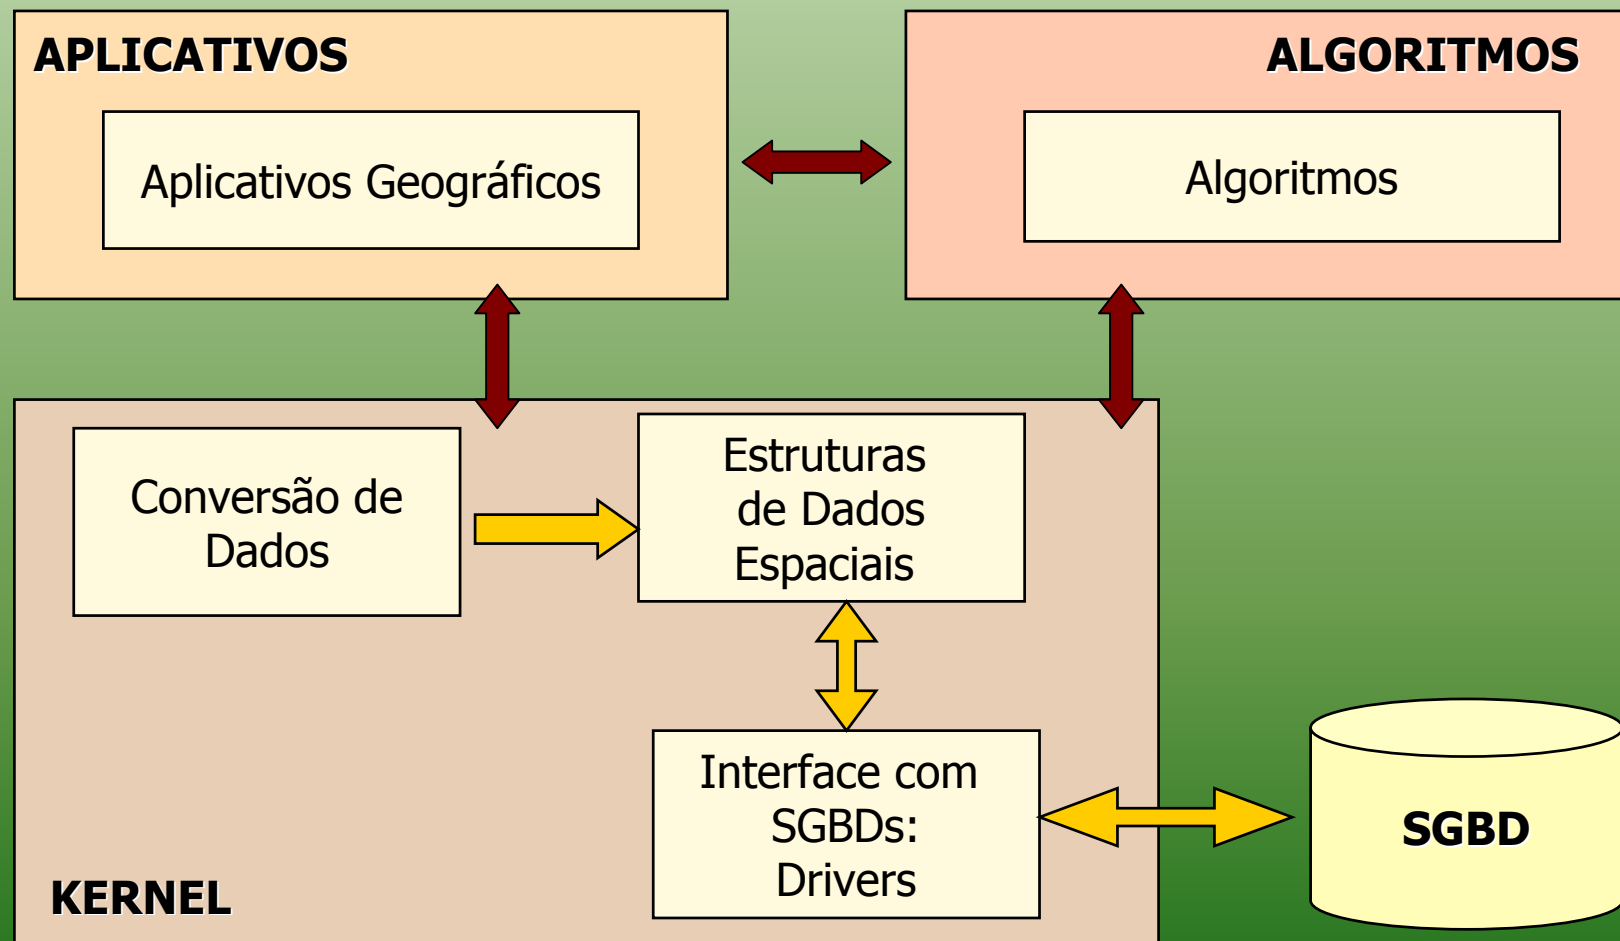 APLICATIVOS
Aplicativos Geográficos
ALGORITMOS
Algoritmos
Conversão de
Dados
Estruturas
de Dados
Espaciais
Interface com
SGBDs:
Drivers
KERNEL
SGBD